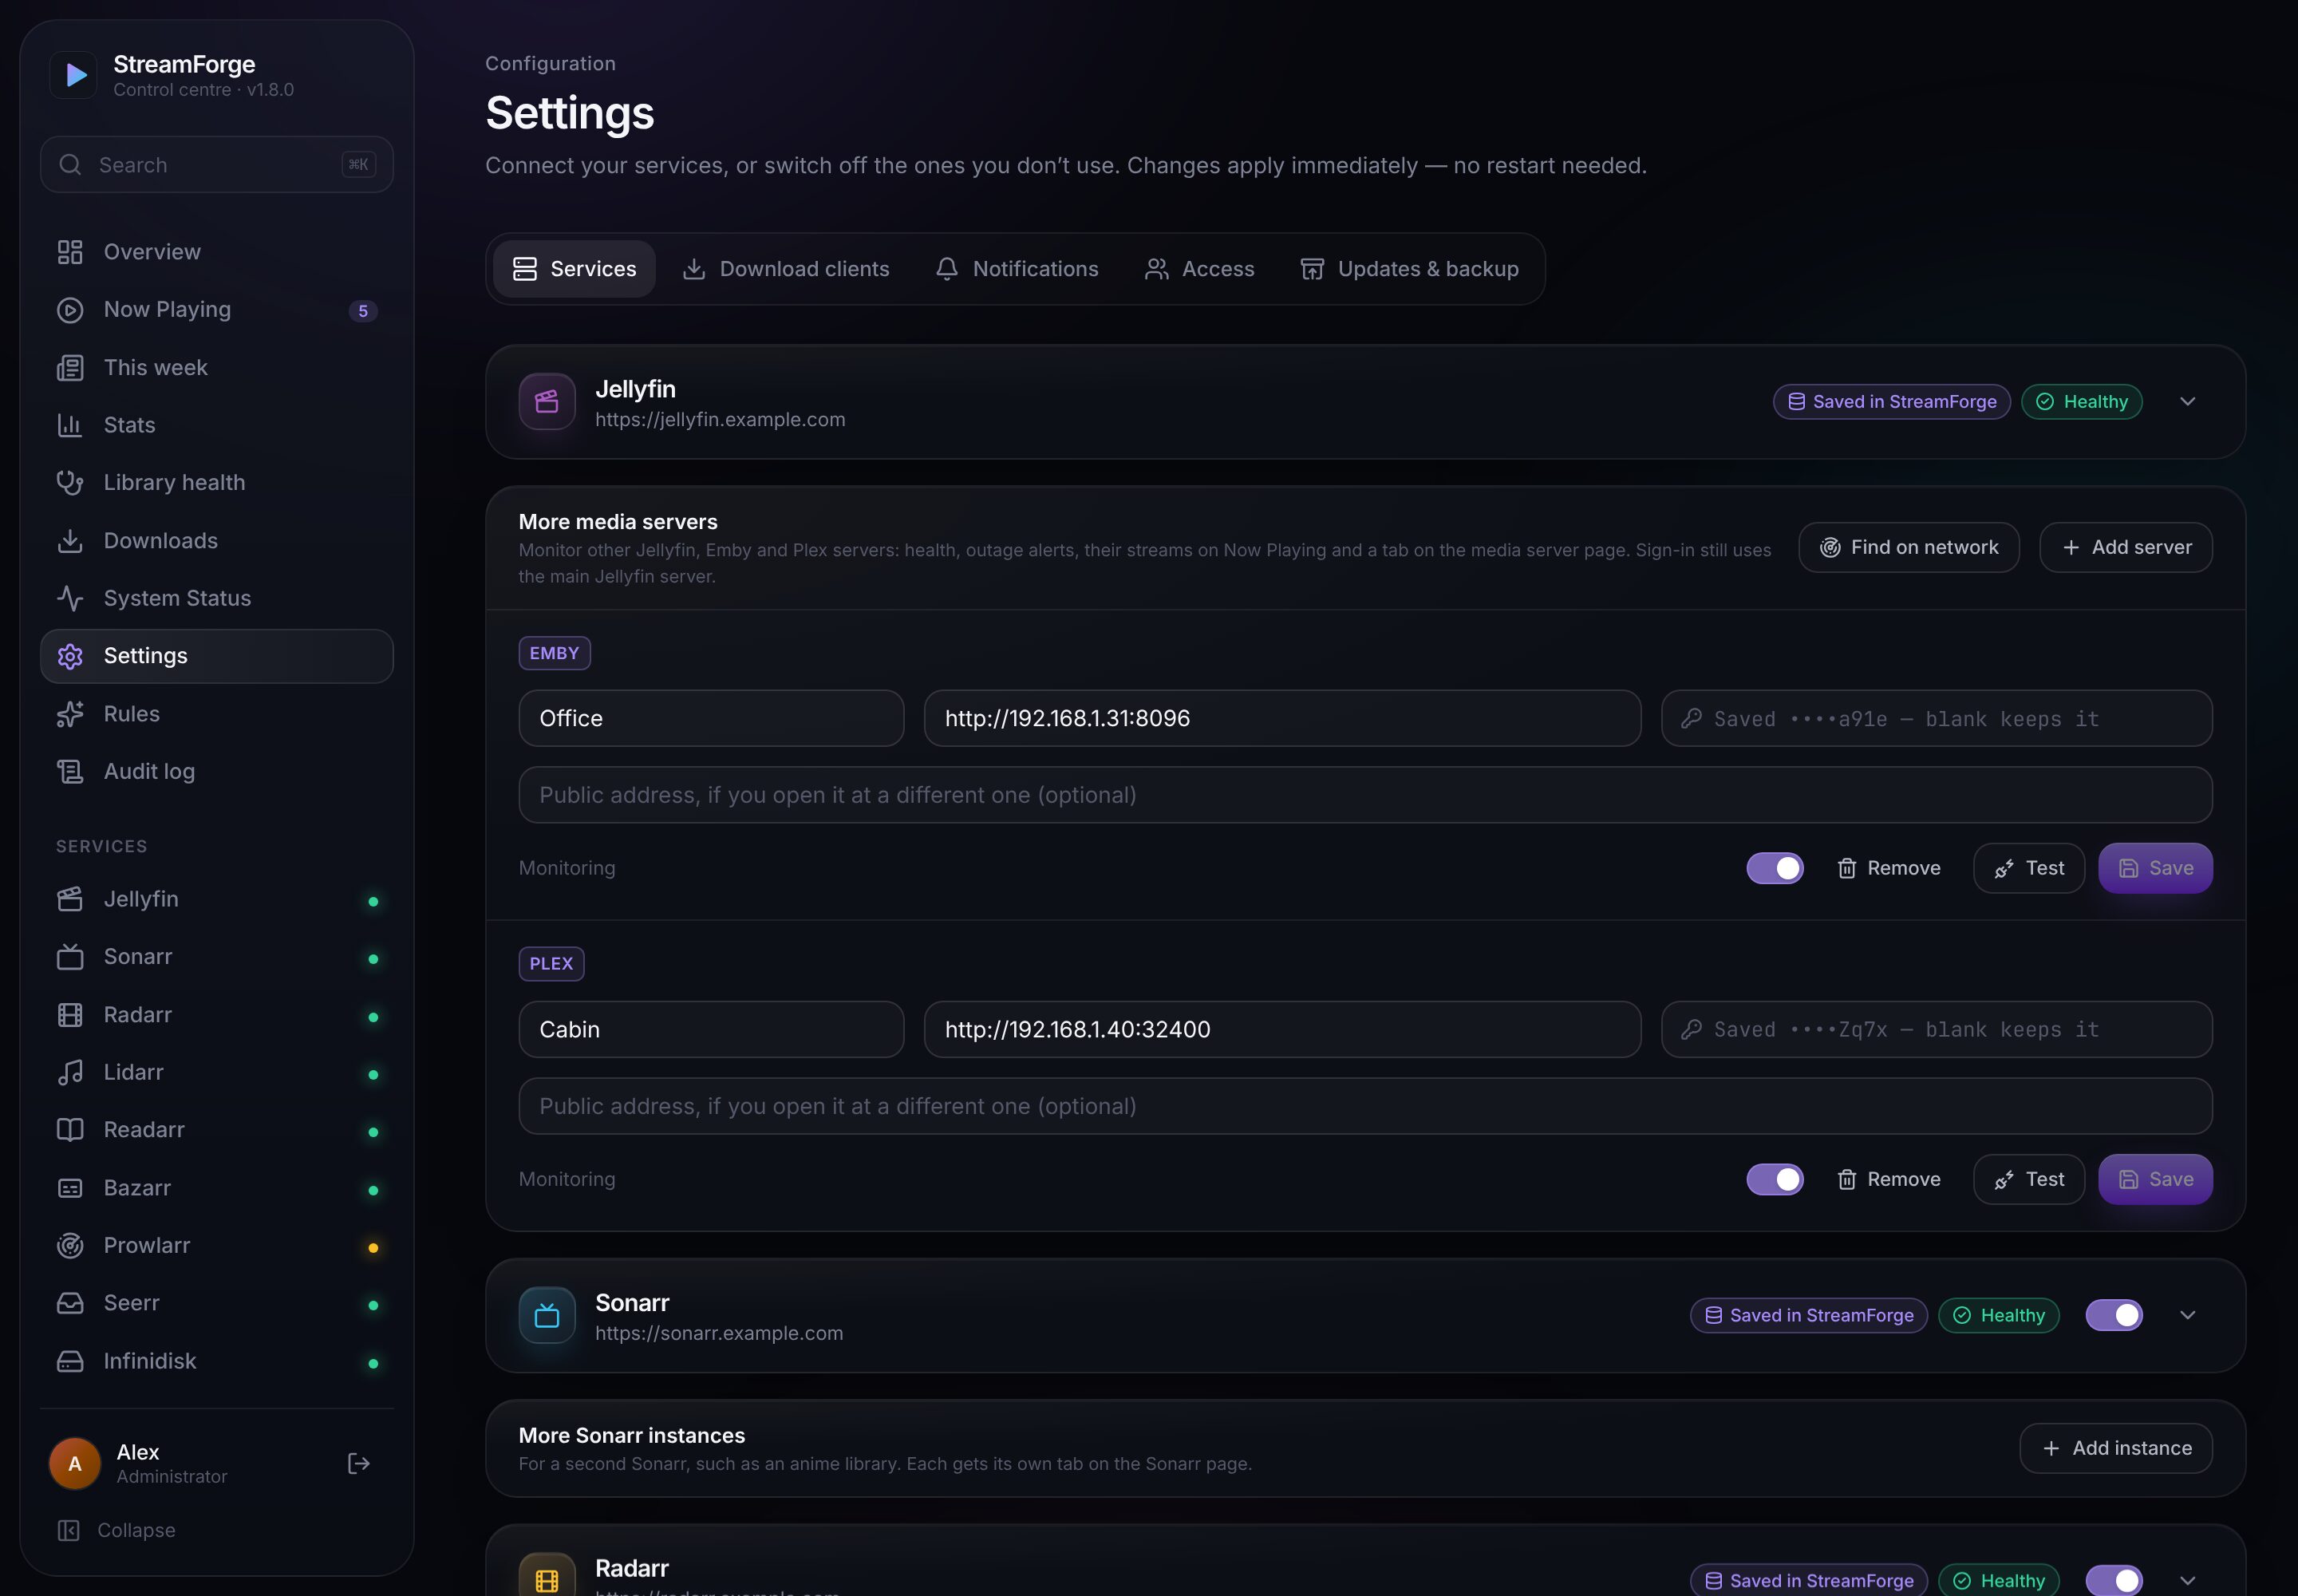 StreamForge
Control centre · v1.8.0
Search
⌘K
Overview
Now Playing
5
This week
Stats
Library health
Downloads
System Status
Settings
Rules
Audit log
SERVICES
Jellyfin
Sonarr
Radarr
Lidarr
Readarr
Bazarr
Prowlarr
Seerr
Infinidisk
A
Alex
Administrator
Collapse
Configuration
Settings
Connect your services, or switch off the ones you don’t use. Changes apply immediately — no restart needed.
Services
Download clients
Notifications
Access
Updates & backup
Jellyfin
https://jellyfin.example.com
Saved in StreamForge
Healthy
More media servers
Monitor other Jellyfin, Emby and Plex servers: health, outage alerts, their streams on Now Playing and a tab on the media server page. Sign-in still uses
the main Jellyfin server.
Find on network
Add server
EMBY
Office
http://192.168.1.31:8096
Saved ••••a91e — blank keeps it
Public address, if you open it at a different one (optional)
Monitoring
Remove
Test
Save
PLEX
Cabin
http://192.168.1.40:32400
Saved ••••Zq7x — blank keeps it
Public address, if you open it at a different one (optional)
Monitoring
Remove
Test
Save
Sonarr
https://sonarr.example.com
Saved in StreamForge
Healthy
More Sonarr instances
For a second Sonarr, such as an anime library. Each gets its own tab on the Sonarr page.
Add instance
Radarr
Saved in StreamForge
Healthy